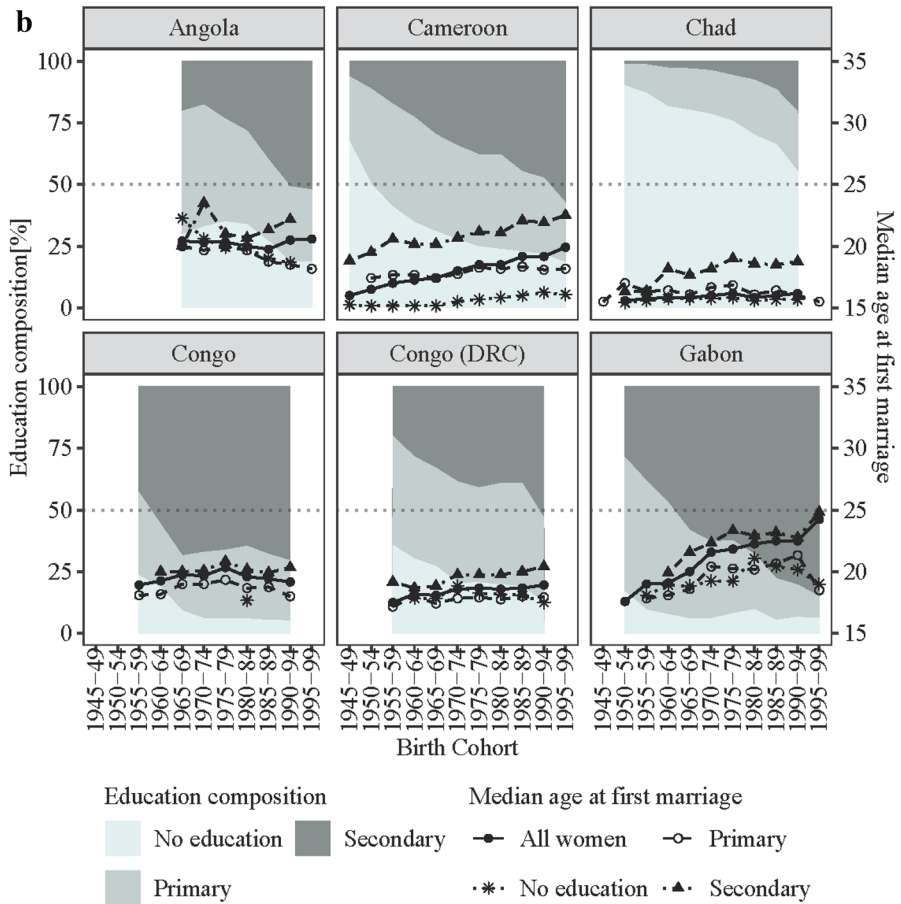 b
Angola
Cameroon
Chad
100
75
50
25
0
35
30
25
20
15
Education composition[%]
Median age at first marriage
Congo
Congo (DRC)
Gabon
100
75
50
25
0
35
30
25
20
15
1945−49
1950−54
1955−59
1960−64
1965−69
1970−74
1975−79
1980−84
1985−89
1990−94
1995−99
1945−49
1950−54
1955−59
1960−64
1965−69
1970−74
1975−79
1980−84
1985−89
1990−94
1995−99
1945−49
1950−54
1955−59
1960−64
1965−69
1970−74
1975−79
1980−84
1985−89
1990−94
1995−99
Birth Cohort
Education composition
No education
Secondary
Primary
Median age at first marriage
All women
Primary
No education
Secondary